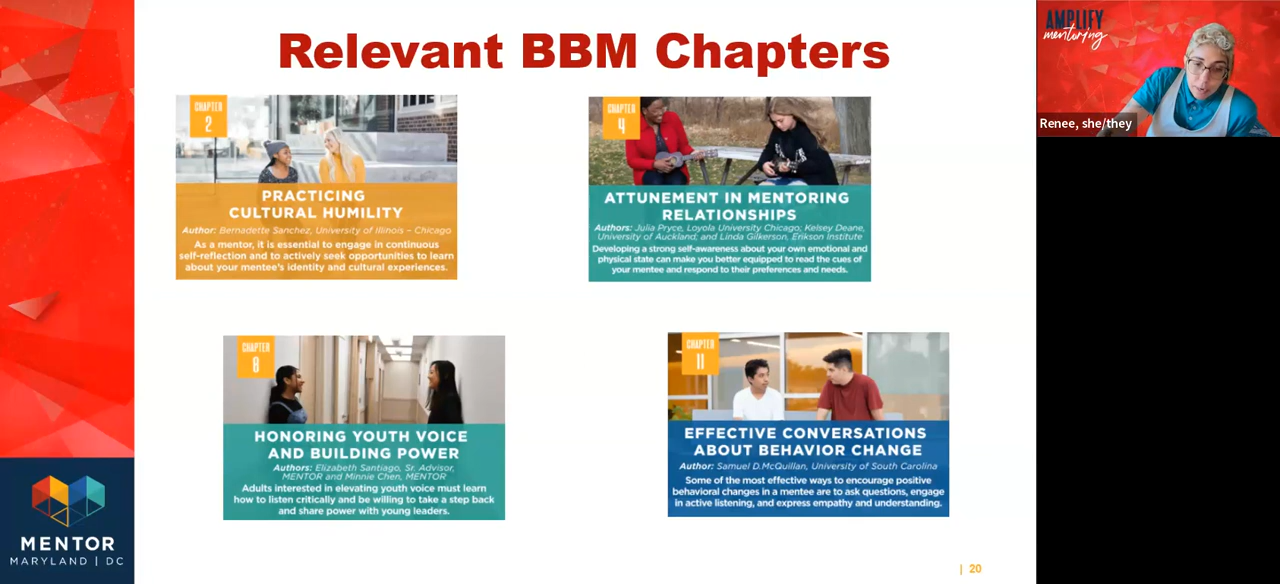 Relevant BBM Chapters
CHAPTER
2
PRACTICING
CULTURAL HUMILITY
Author: Bernadette Sanchez, University of Illinois – Chicago
As a mentor, it is essential to engage in continuous
self-reflection and to actively seek opportunities to learn
about your mentee's identity and cultural experiences.
CHAPTER
4
ATTUNEMENT IN MENTORING
RELATIONSHIPS
Authors: Julia Pryce, Loyola University Chicago; Kelsey Deane,
University of Auckland; and Linda Gilkerson, Erikson Institute
Developing a strong self-awareness about your own emotional and
physical state can make you better equipped to read the cues of
your mentee and respond to their preferences and needs.
CHAPTER
8
HONORING YOUTH VOICE
AND BUILDING POWER
Authors: Elizabeth Santiago, Sr. Advisor,
MENTOR and Minnie Chen, MENTOR
Adults interested in elevating youth voice must learn
how to listen critically and be willing to take a step back
and share power with young leaders.
CHAPTER
11
EFFECTIVE CONVERSATIONS
ABOUT BEHAVIOR CHANGE
Author: Samuel D.McQuillan, University of South Carolina
Some of the most effective ways to encourage positive
behavioral changes in a mentee are to ask questions, engage
in active listening, and express empathy and understanding.
MENTOR
MARYLAND | DC
| 20
AMPLIFY
mentoring
Renee, she/they